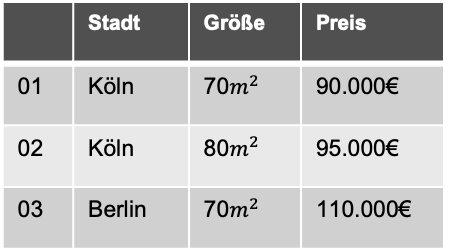 Stadt Größe Preis
01 Köln 70m² 90.000€
02 Köln 80m² 95.000€
03 Berlin 70m² 110.000€